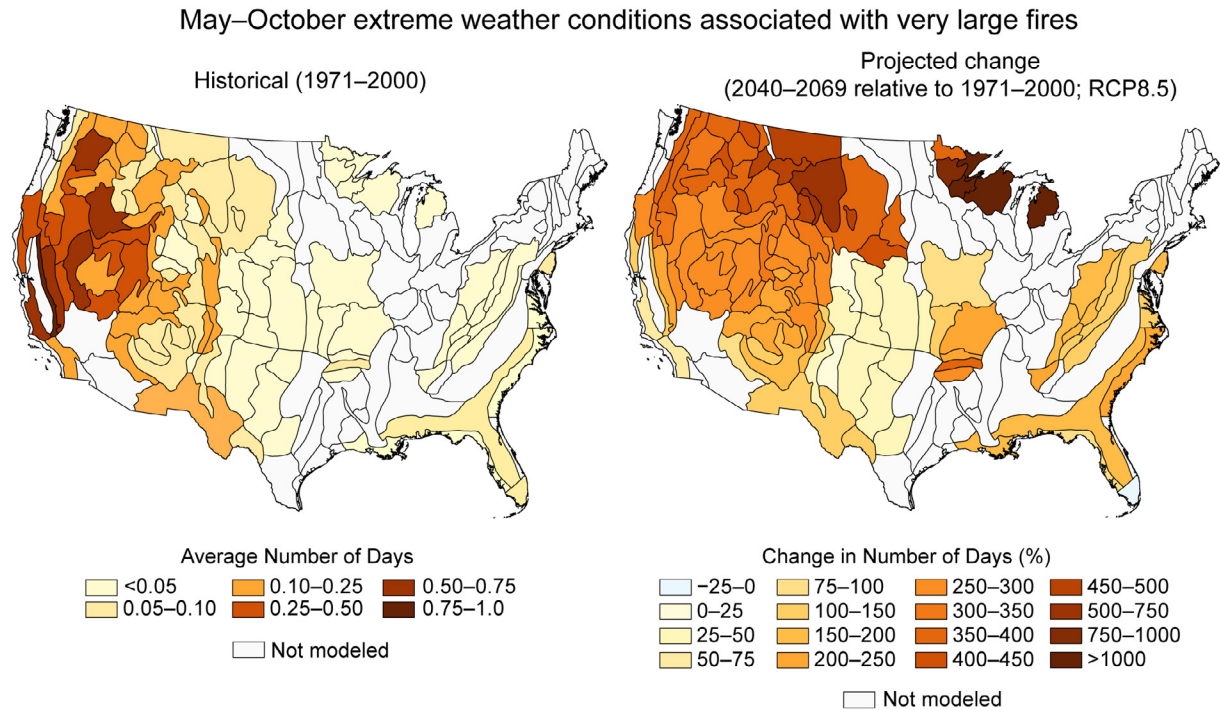 May–October extreme weather conditions associated with very large fires
Historical (1971–2000)
Projected change
(2040–2069 relative to 1971–2000; RCP8.5)
Average Number of Days
<0.05
0.05–0.10
0.10–0.25
0.25–0.50
0.50–0.75
0.75–1.0
Not modeled
Change in Number of Days (%)
−25–0
0–25
25–50
50–75
75–100
100–150
150–200
200–250
250–300
300–350
350–400
400–450
450–500
500–750
750–1000
>1000
Not modeled